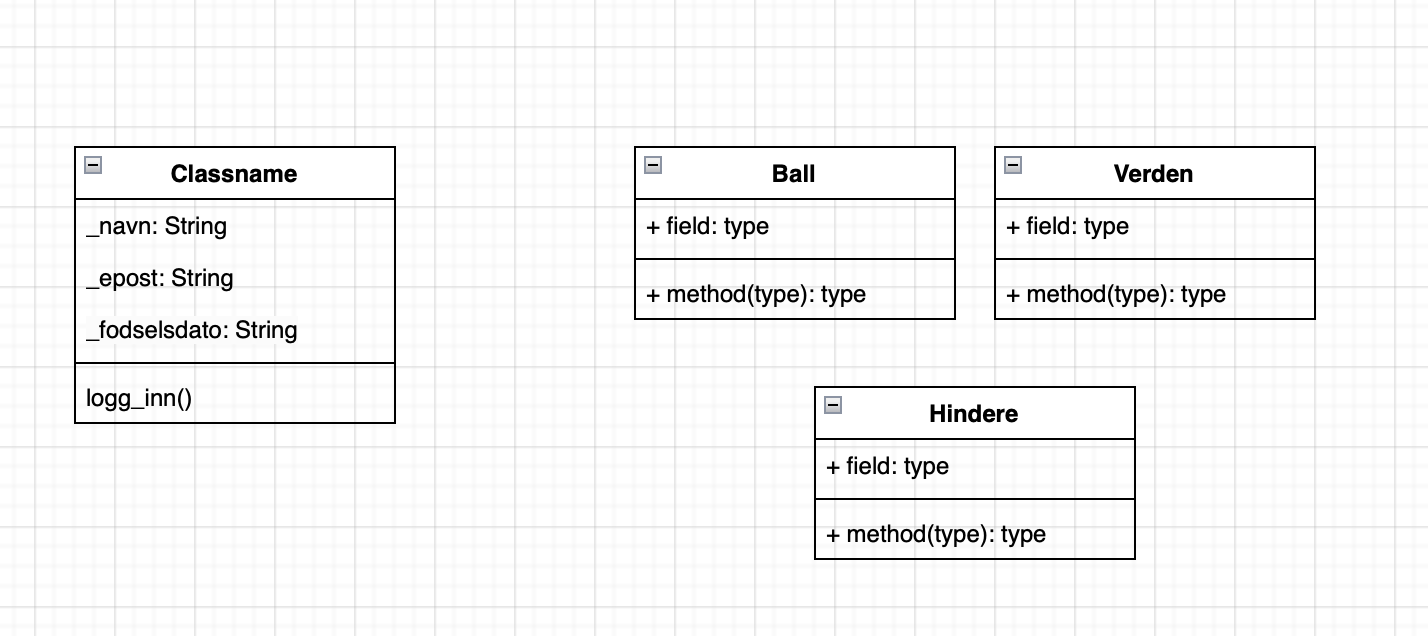 Classname
_navn: String
_epost: String
_fodselsdato: String
logg_inn()
Ball
+ field: type
+ method(type): type
Verden
+ field: type
+ method(type): type
Hindere
+ field: type
+ method(type): type